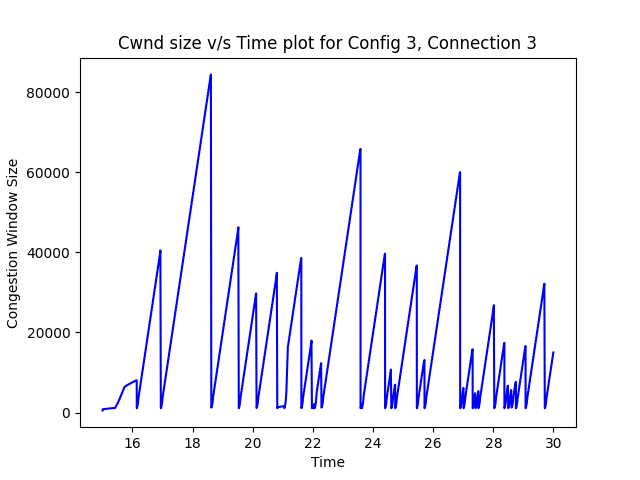 Cwnd size v/s Time plot for Config 3, Connection 3
Congestion Window Size
80000
60000
40000
20000
0
16 18 20 22 24 26 28 30
Time